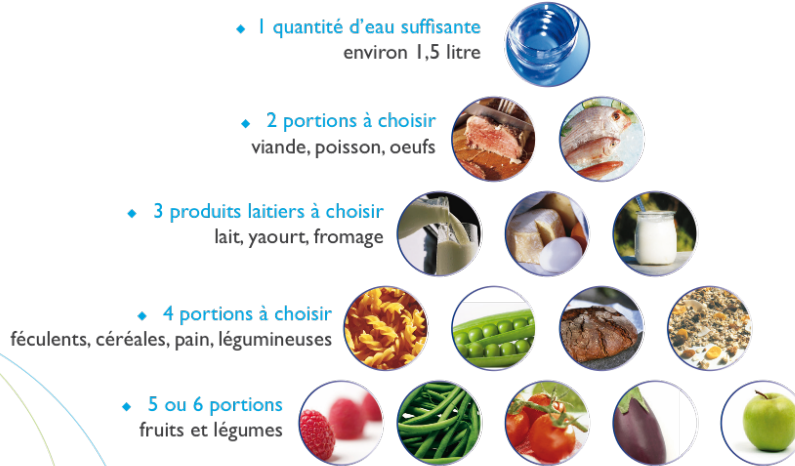 1 quantité d'eau suffisante
environ 1,5 litre
2 portions à choisir
viande, poisson, oeufs
3 produits laitiers à choisir
lait, yaourt, fromage
4 portions à choisir
féculents, céréales, pain, légumineuses
5 ou 6 portions
fruits et légumes